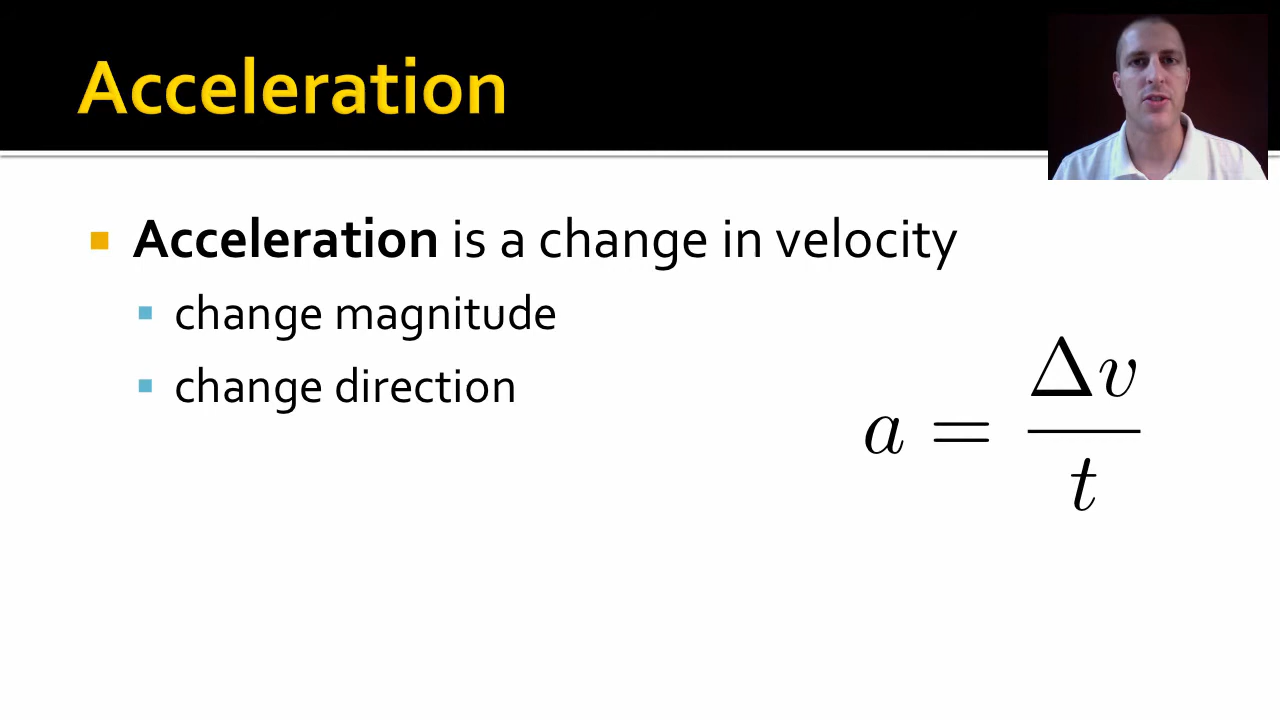 Acceleration
Acceleration is a change in velocity
change magnitude
change direction
a = Δv / t